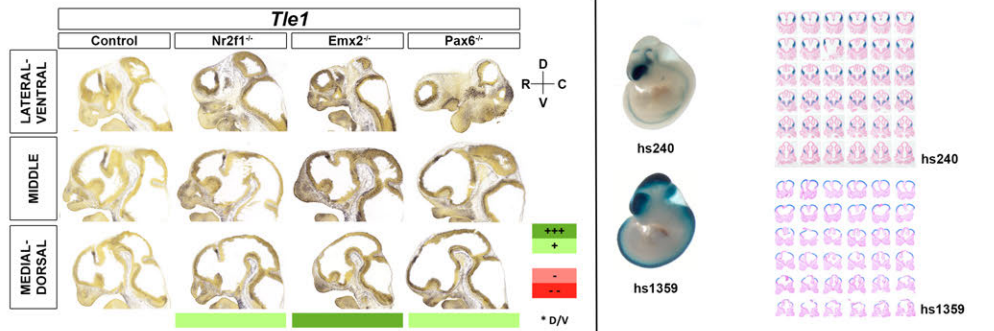 Tle1
Control
Nr2f1-/-
Emx2-/-
Pax6-/-
LATERAL-
VENTRAL
MIDDLE
MEDIAL-
DORSAL
D
R C
V
+++
+
-
- -
* D/V
hs240
hs1359
hs240
hs1359